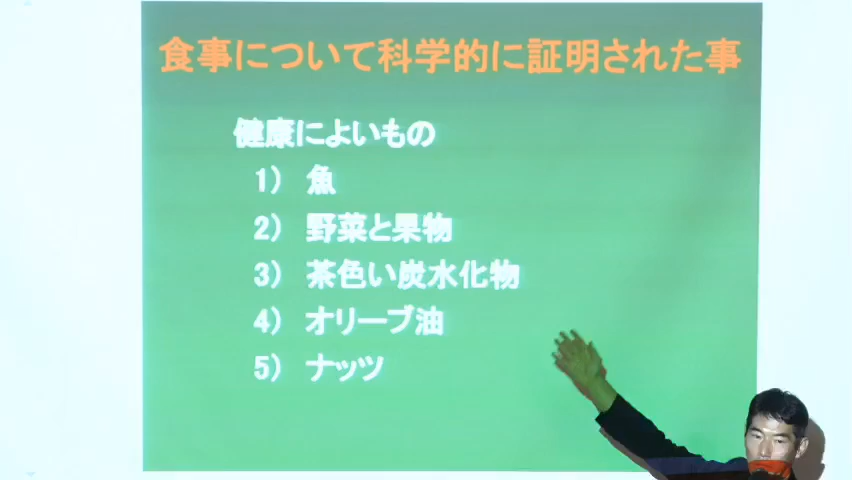 食事について科学的に証明された事
健康によいもの
1) 魚
2) 野菜と果物
3) 茶色い炭水化物
4) オリーブ油
5) ナッツ